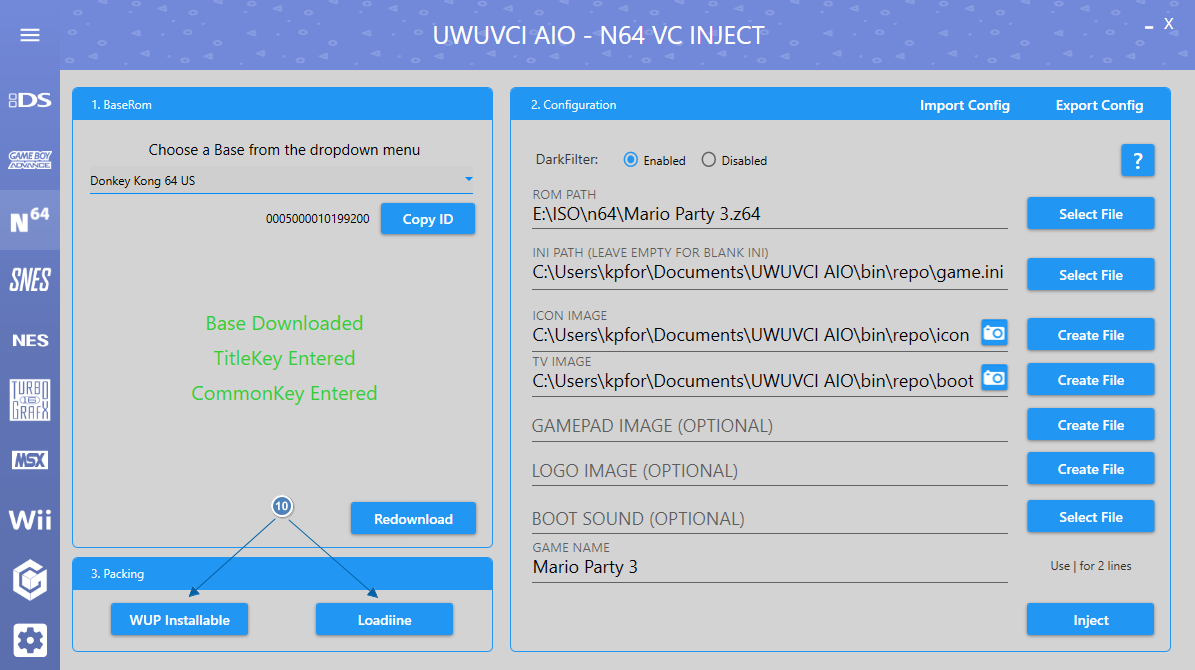 UWUVCI AIO - N64 VC INJECT
X
DS
GAME BOY ADVANCE
N64
SNES
NES
TURBO
GRAFX
MSX
Wii
1. BaseRom
Choose a Base from the dropdown menu
Donkey Kong 64 US
0005000010199200
Copy ID
Base Downloaded
TitleKey Entered
CommonKey Entered
10
Redownload
3. Packing
WUP Installable
Loadiine
2. Configuration
Import Config
Export Config
DarkFilter:
Enabled
Disabled
?
ROM PATH
E:\ISO\n64\Mario Party 3.z64
Select File
INI PATH (LEAVE EMPTY FOR BLANK INI)
C:\Users\kpfor\Documents\UWUVCI AIO\bin\repo\game.ini
Select File
ICON IMAGE
C:\Users\kpfor\Documents\UWUVCI AIO\bin\repo\icon
Create File
TV IMAGE
C:\Users\kpfor\Documents\UWUVCI AIO\bin\repo\boot
Create File
GAMEPAD IMAGE (OPTIONAL)
Create File
LOGO IMAGE (OPTIONAL)
Create File
BOOT SOUND (OPTIONAL)
Select File
GAME NAME
Mario Party 3
Use | for 2 lines
Inject